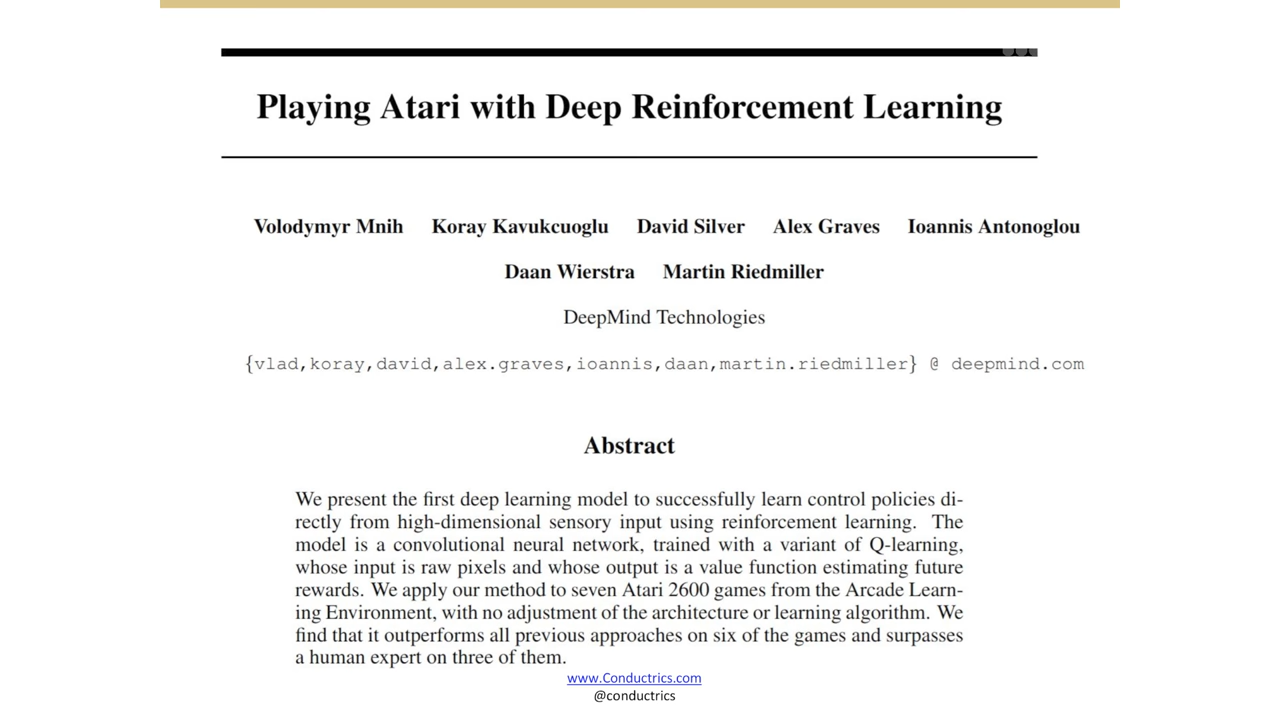 Playing Atari with Deep Reinforcement Learning
Volodymyr Mnih Koray Kavukcuoglu David Silver Alex Graves Ioannis Antonoglou
Daan Wierstra Martin Riedmiller
DeepMind Technologies
{vlad,koray,david,alex.graves,ioannis,daan,martin.riedmiller} @ deepmind.com
Abstract
We present the first deep learning model to successfully learn control policies di-
rectly from high-dimensional sensory input using reinforcement learning. The
model is a convolutional neural network, trained with a variant of Q-learning,
whose input is raw pixels and whose output is a value function estimating future
rewards. We apply our method to seven Atari 2600 games from the Arcade Learn-
ing Environment, with no adjustment of the architecture or learning algorithm. We
find that it outperforms all previous approaches on six of the games and surpasses
a human expert on three of them.
www.Conductrics.com
@conductrics